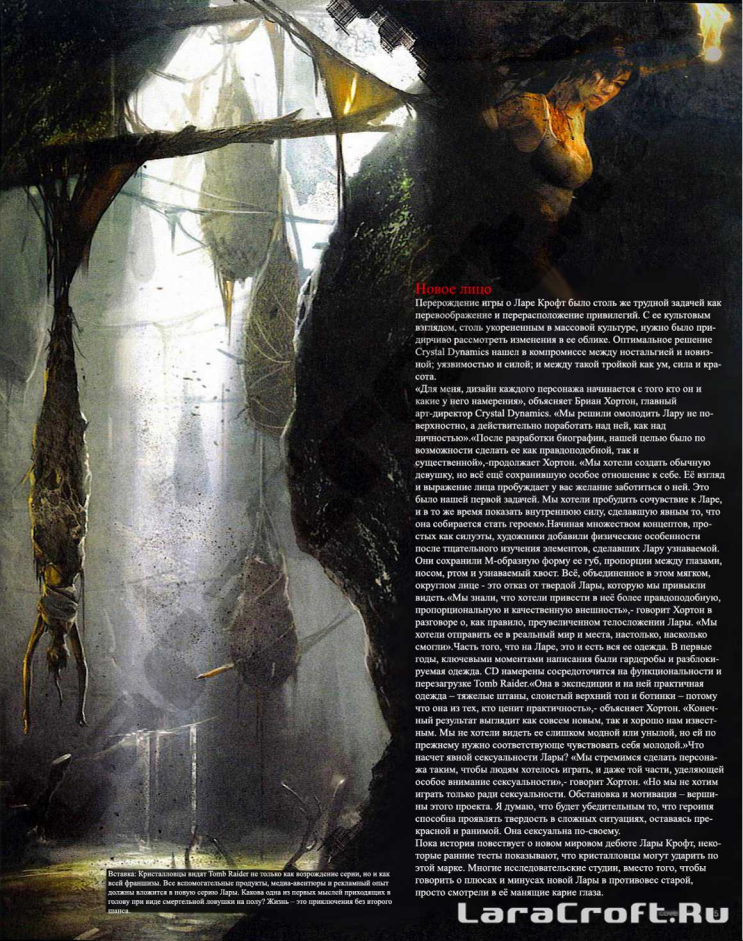 Новое лицо
Перерождение игры о Ларе Крофт было столь же трудной задачей как
перевоображение и перерасположение привилегий. С ее культовым
взглядом, столь укорененным в массовой культуре, нужно было при-
дирчиво рассмотреть изменения в ее облике. Оптимальное решение
Crystal Dynamics нашел в компромиссе между ностальгией и новиз-
ной; уязвимостью и силой; и между такой тройкой как ум, сила и кра-
сота.
«Для меня, дизайн каждого персонажа начинается с того кто он и
какие у него намерения», объясняет Бриан Хортон, главный
арт-директор Crystal Dynamics. «Мы решили омолодить Лару не по-
верхностно, а действительно поработать над ней, как над
личностью».«После разработки биографии, нашей целью было по
возможности сделать ее как правдоподобной, так и
существенной»,-продолжает Хортон. «Мы хотели создать обычную
девушку, но всё ещё сохранившую особое отношение к себе. Её взгляд
и выражение лица пробуждает у вас желание заботиться о ней. Это
было нашей первой задачей. Мы хотели пробудить сочувствие к Ларе,
и в то же время показать внутреннюю силу, сделавшую явным то, что
она собирается стать героем».Начиная множеством концептов, про-
стых как силуэты, художники добавили физические особенности
после тщательного изучения элементов, сделавших Лару узнаваемой.
Они сохранили М-образную форму ее губ, пропорции между глазами,
носом, ртом и узнаваемый хвост. Всё, объединенное в этом мягком,
округлом лице - это отказ от твердой Лары, которую мы привыкли
видеть.«Мы знали, что хотели привести в неё более правдоподобную,
пропорциональную и качественную внешность»,- говорит Хортон в
разговоре о, как правило, преувеличенном телосложении Лары. «Мы
хотели отправить ее в реальный мир и места, настолько, насколько
смогли».Часть того, что на Ларе, это и есть вся ее одежда. В первые
годы, ключевыми моментами написания были гардеробы и разблоки-
руемая одежда. CD намерены сосредоточится на функциональности и
перезагрузке Tomb Raider.«Она в экспедиции и на ней практичная
одежда – тяжелые штаны, слоистый верхний топ и ботинки – потому
что она из тех, кто ценит практичность»,- объясняет Хортон. «Конеч-
ный результат выглядит как совсем новым, так и хорошо нам извест-
ным. Мы не хотели видеть ее слишком модной или унылой, но ей по
прежнему нужно соответствующе чувствовать себя молодой.»Что
насчет явной сексуальности Лары? «Мы стремимся сделать персона-
жа таким, чтобы людям хотелось играть, и даже той части, уделяющей
особое внимание сексуальности»,- говорит Хортон. «Но мы не хотим
играть только ради сексуальности. Обстановка и мотивация – верши-
ны этого проекта. Я думаю, что будет убедительным то, что героиня
способна проявлять твердость в сложных ситуациях, оставаясь пре-
красной и ранимой. Она сексуальна по-своему.
Пока история повествует о новом мировом дебюте Лары Крофт, неко-
торые ранние тесты показывают, что кристалловцы могут ударить по
этой марке. Многие исследовательские студии, вместо того, чтобы
говорить о плюсах и минусах новой Лары в противовес старой,
просто смотрели в её манящие карие глаза.
Вставка: Кристалловцы видят Tomb Raider не только как возрождение серии, но и как
всей франшизы. Все вспомогательные продукты, медиа-авентюры и рекламный опыт
должны вложится в новую серию Лары. Какова одна из первых мыслей приходящих в
голову при виде смертельной ловушки на полу? Жизнь – это приключения без второго
шанса.
LaraCroft.Ru